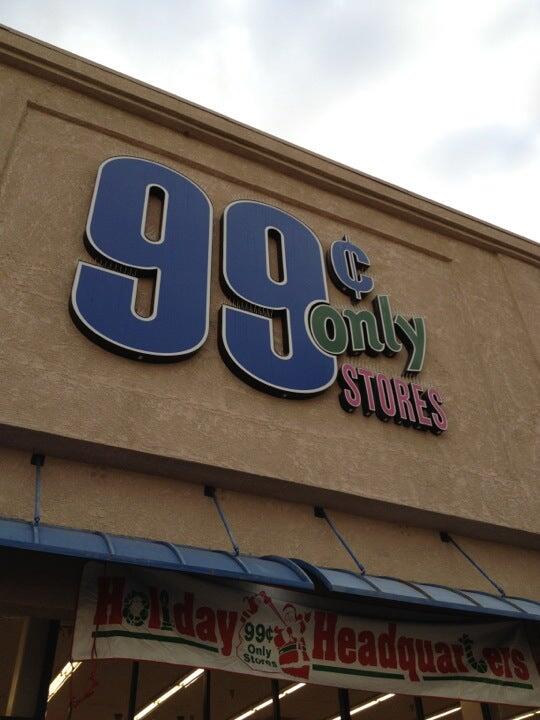 99¢
only
STORES
Holiday Headquarters
99¢
Only
Stores